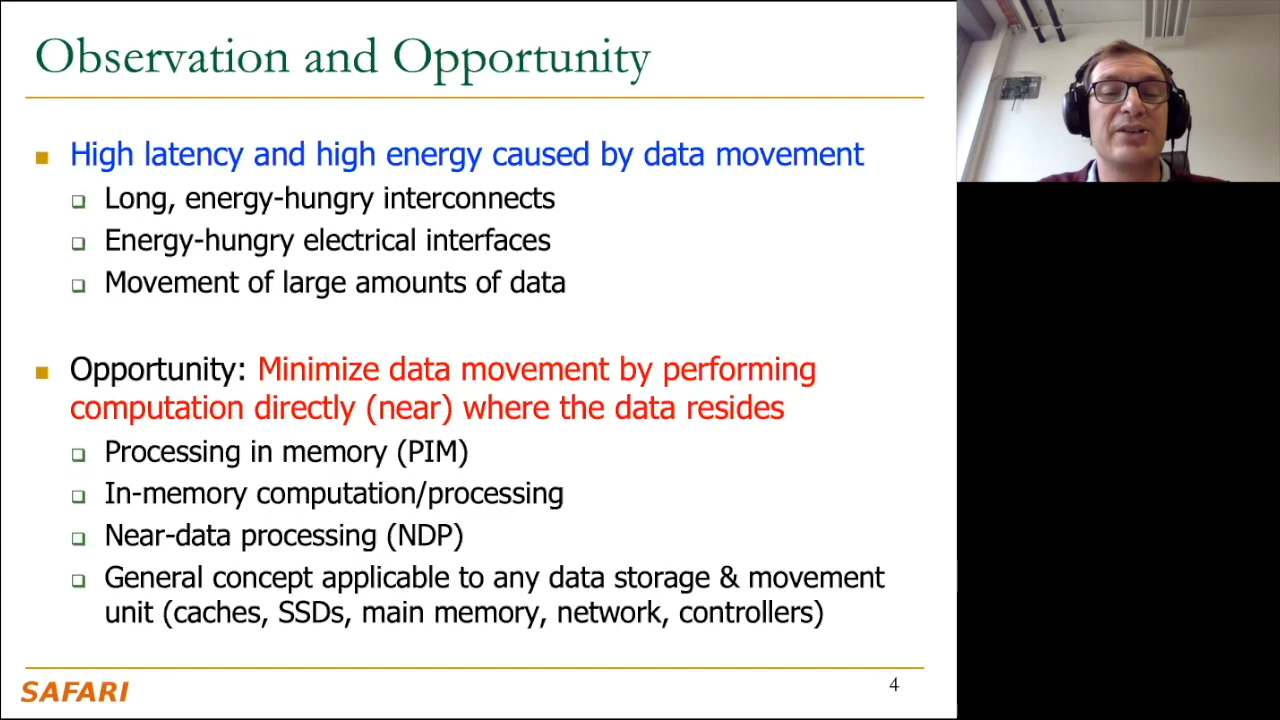 Observation and Opportunity
High latency and high energy caused by data movement
Long, energy-hungry interconnects
Energy-hungry electrical interfaces
Movement of large amounts of data
Opportunity: Minimize data movement by performing
computation directly (near) where the data resides
Processing in memory (PIM)
In-memory computation/processing
Near-data processing (NDP)
General concept applicable to any data storage & movement
unit (caches, SSDs, main memory, network, controllers)
SAFARI
4